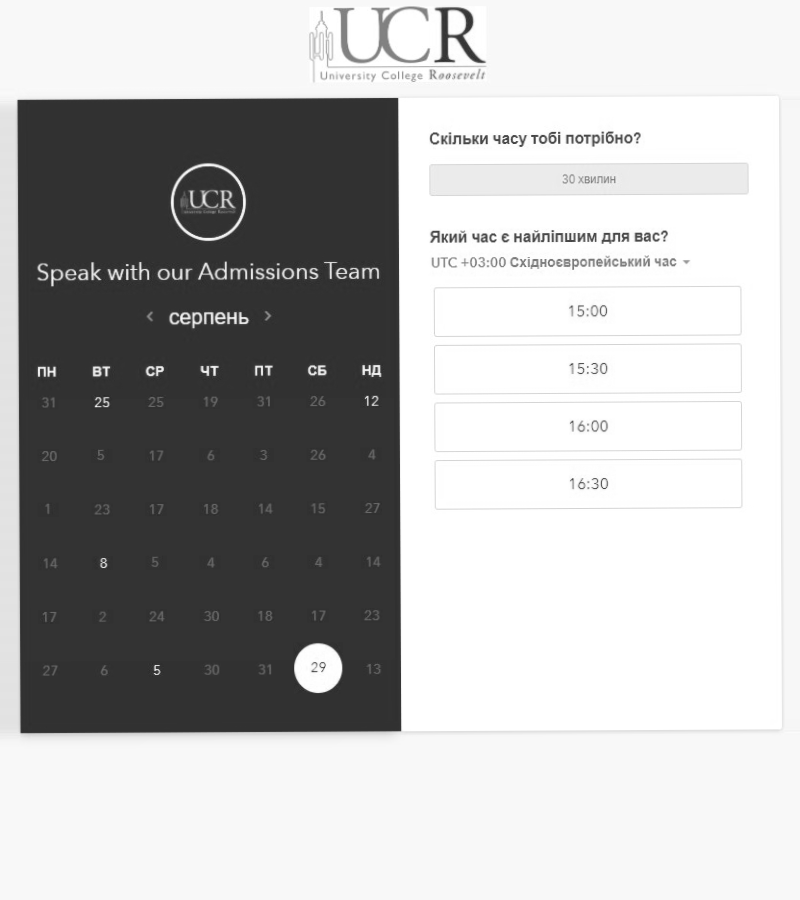 UCR
University College Roosevelt
UCR
University College Roosevelt
Speak with our Admissions Team
серпень
ПН ВТ СР ЧТ ПТ СБ НД
31 25 25 19 31 26 12
20 5 17 6 3 26 4
1 23 17 18 14 15 27
14 8 5 4 6 4 14
17 2 24 30 18 17 23
27 6 5 30 31 29 13
Скільки часу тобі потрібно?
30 хвилин
Який час є найліпшим для вас?
UTC +03:00 Східноєвропейський час
15:00
15:30
16:00
16:30